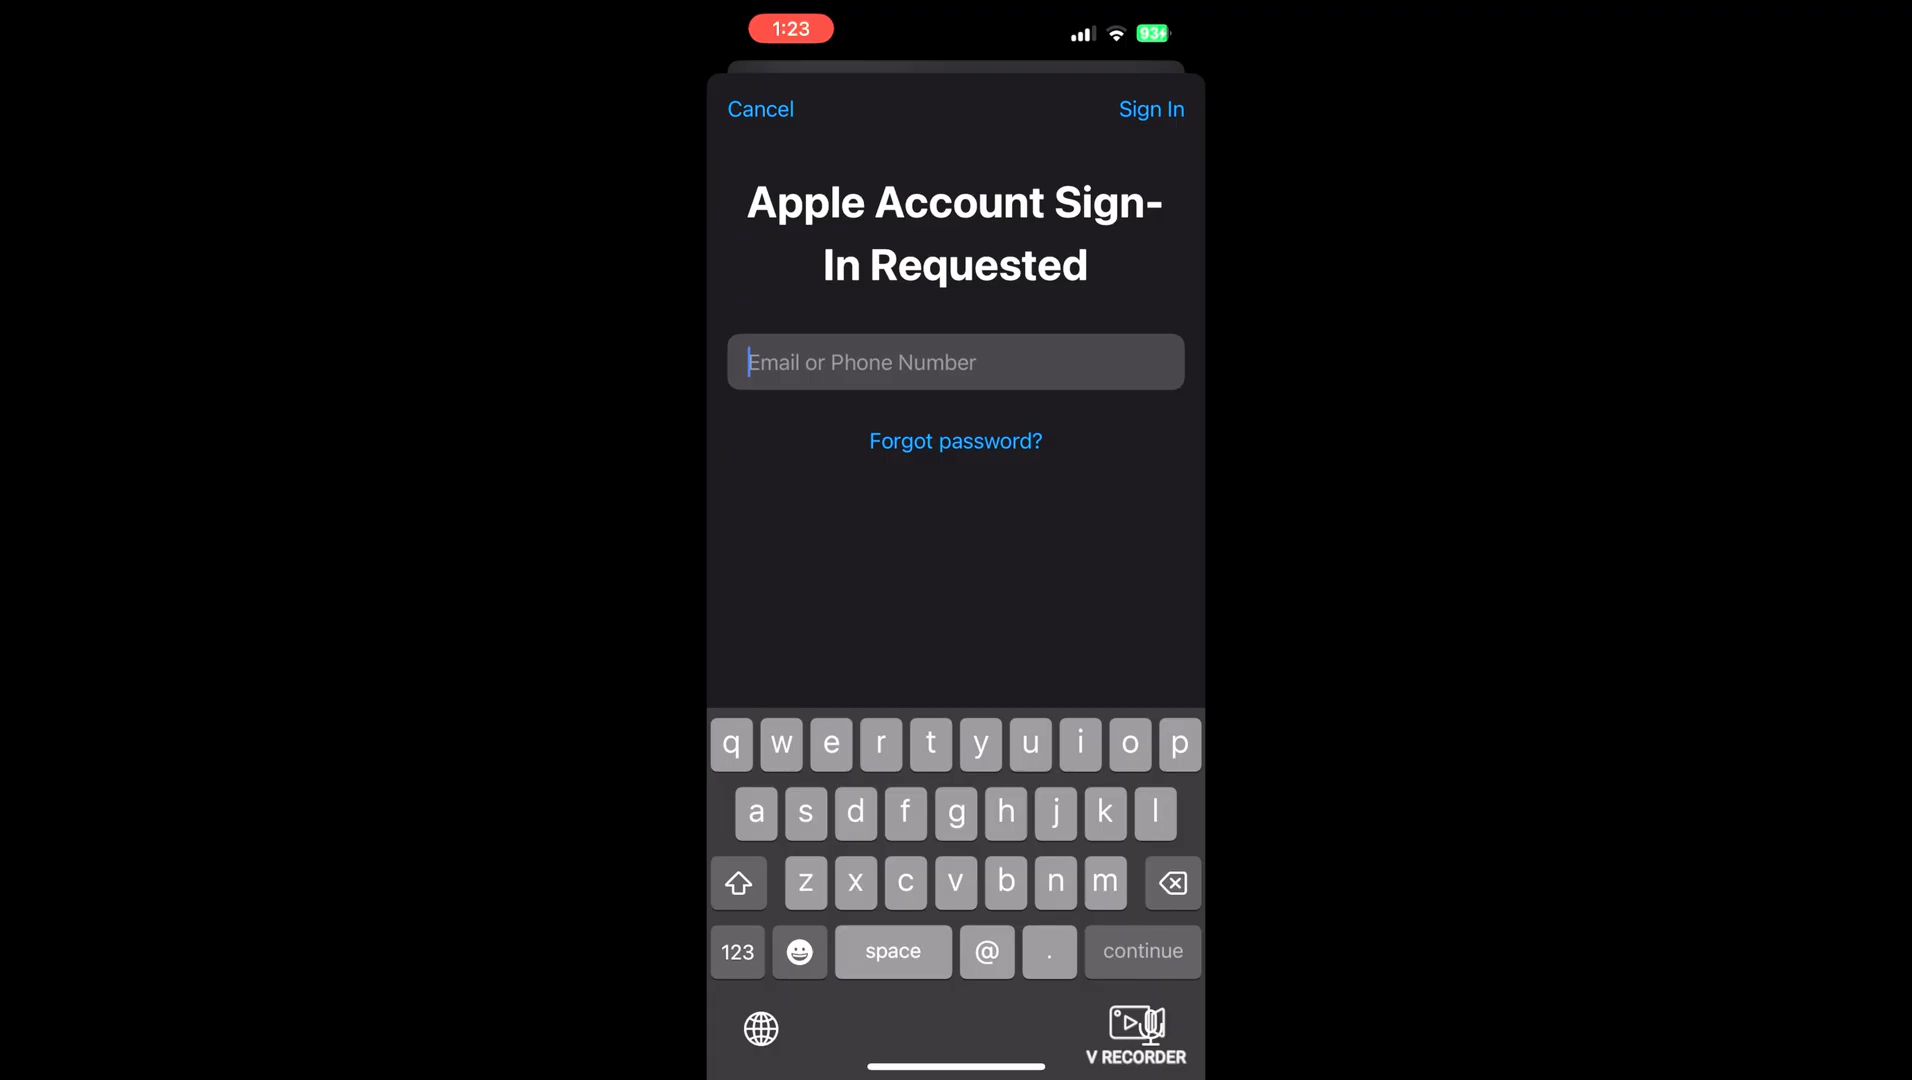 1:23
93
Cancel
Sign In
Apple Account Sign-
In Requested
Email or Phone Number
Forgot password?
q w e r t y u i o p
a s d f g h j k l
z x c v b n m
123 space @ . continue
V RECORDER